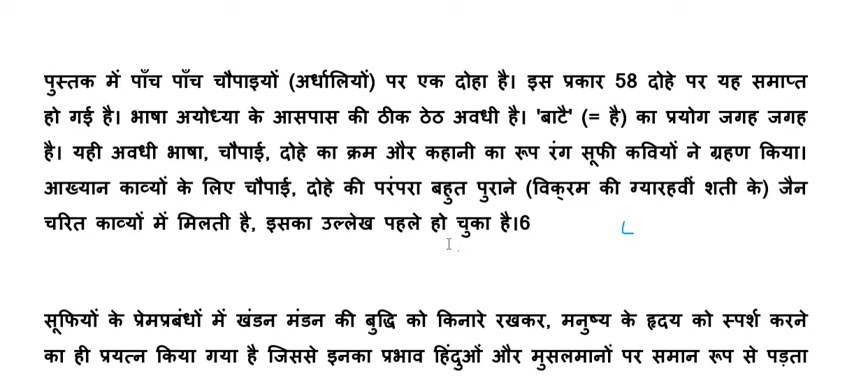 पुस्तक में पाँच पाँच चौपाइयों (अर्धालियों) पर एक दोहा है। इस प्रकार 58 दोहे पर यह समाप्त
हो गई है। भाषा अयोध्या के आसपास की ठीक ठेठ अवधी है। 'बाटै' (= है) का प्रयोग जगह जगह
है। यही अवधी भाषा, चौपाई, दोहे का क्रम और कहानी का रूप रंग सूफी कवियों ने ग्रहण किया।
आख्यान काव्यों के लिए चौपाई, दोहे की परंपरा बहुत पुराने (विक्रम की ग्यारहवीं शती के) जैन
चरित काव्यों में मिलती है, इसका उल्लेख पहले हो चुका है।6
सूफियों के प्रेमप्रबंधों में खंडन मंडन की बुद्धि को किनारे रखकर, मनुष्य के हृदय को स्पर्श करने
का ही प्रयत्न किया गया है जिससे इनका प्रभाव हिंदुओं और मुसलमानों पर समान रूप से पड़ता